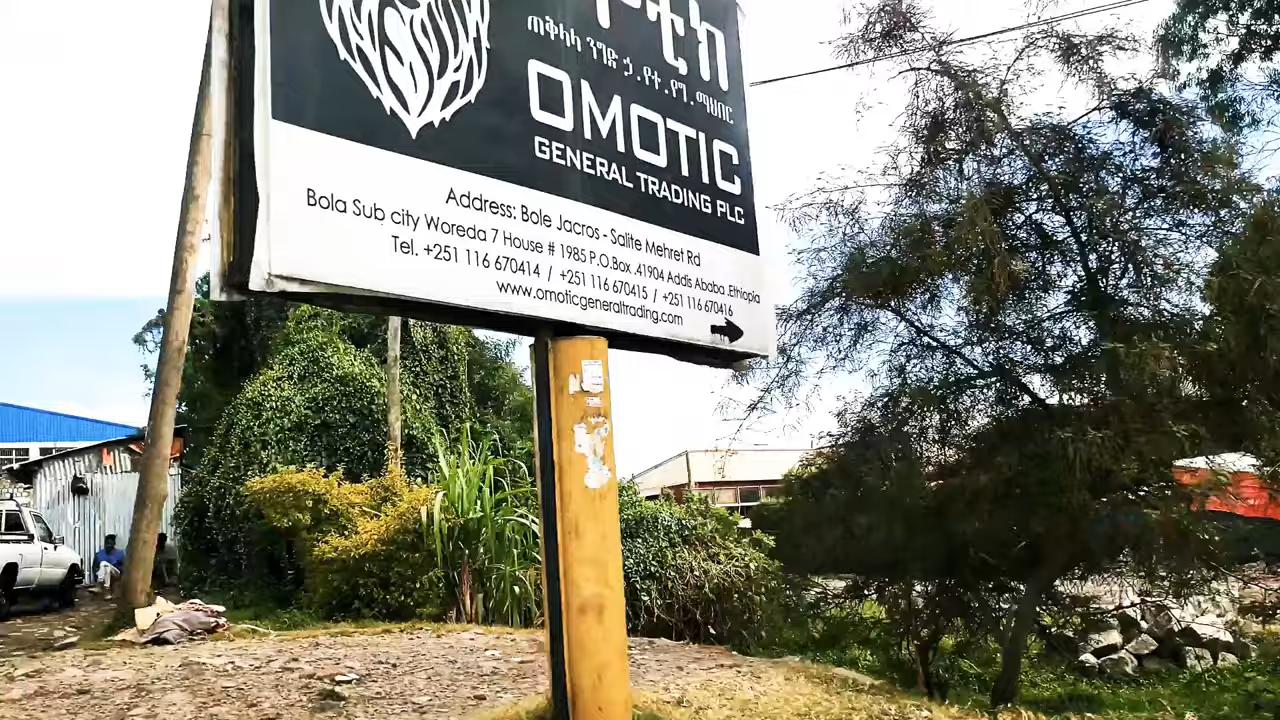 ጠቅላላ ንግድ ኃ.የተ.የግ.ማህበር
OMOTIC
GENERAL TRADING PLC
Address: Bole Jacros - Salite Mehret Rd
Bola Sub city Woreda 7 House # 1985 P.O.Box .41904 Addis Ababa .Ethiopia
Tel. +251 116 670414 / +251 116 670415 / +251 116 670416
www.omoticgeneraltrading.com